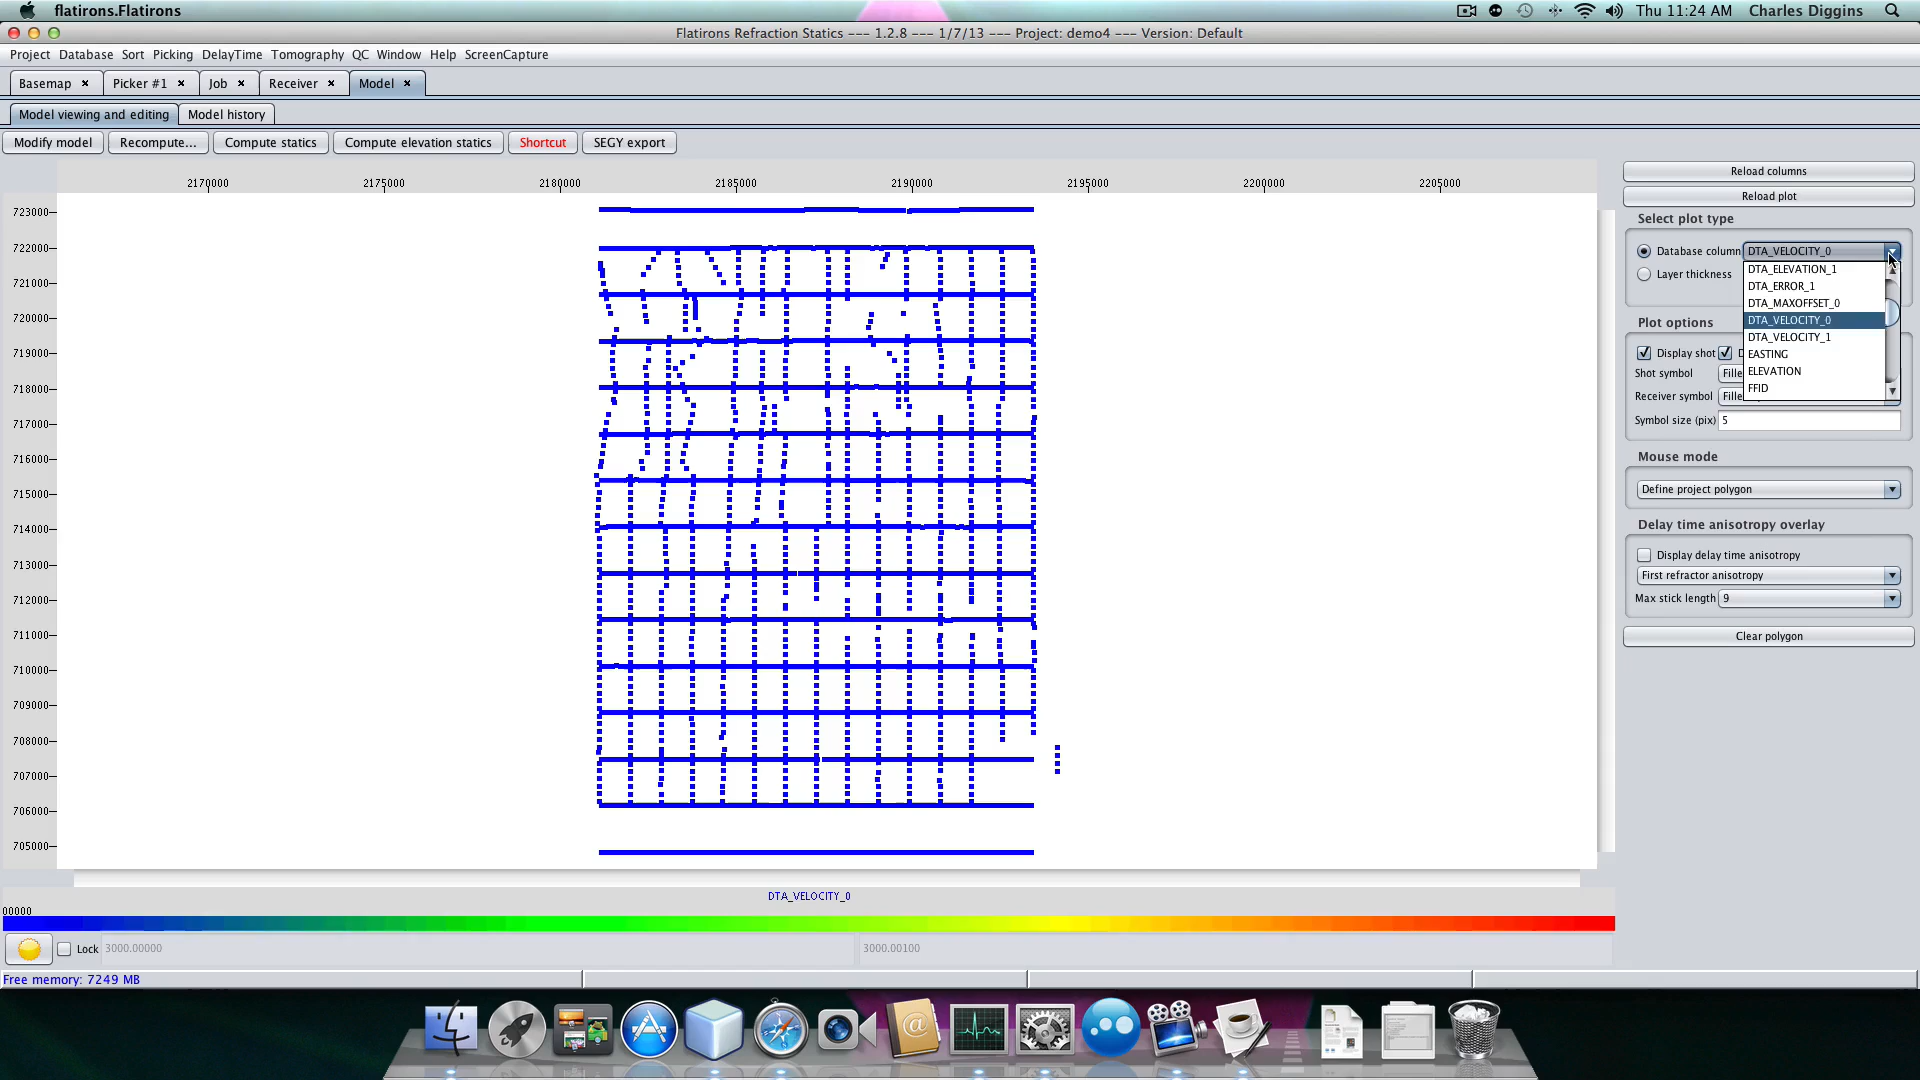 flatirons.Flatirons
Thu 11:24 AM Charles Diggins
Flatirons Refraction Statics --- 1.2.8 --- 1/7/13 --- Project: demo4 --- Version: Default
Project Database Sort Picking DelayTime Tomography QC Window Help ScreenCapture
Basemap × Picker #1 × Job × Receiver × Model ×
Model viewing and editing Model history
Modify model Recompute... Compute statics Compute elevation statics Shortcut SEGY export
2170000 2175000 2180000 2185000 2190000 2195000 2200000 2205000
723000
722000
721000
720000
719000
718000
717000
716000
715000
714000
713000
712000
711000
710000
709000
708000
707000
706000
705000
Reload columns
Reload plot
Select plot type
Database column DTA_VELOCITY_0
Layer thickness
DTA_ELEVATION_1
DTA_ERROR_1
DTA_MAXOFFSET_0
DTA_VELOCITY_0
DTA_VELOCITY_1
EASTING
ELEVATION
FFID
Plot options
Display shot D
Shot symbol Fille
Receiver symbol Fille
Symbol size (pix) 5
Mouse mode
Define project polygon
Delay time anisotropy overlay
Display delay time anisotropy
First refractor anisotropy
Max stick length 9
Clear polygon
DTA_VELOCITY_0
00000
Lock 3000.00000 3000.00100
Free memory: 7249 MB